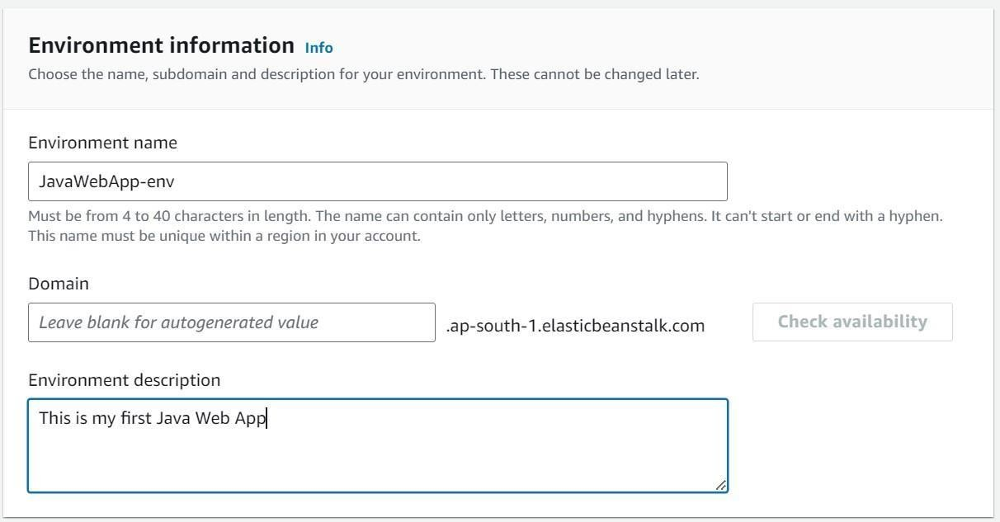 Environment information Info
Choose the name, subdomain and description for your environment. These cannot be changed later.
Environment name
JavaWebApp-env
Must be from 4 to 40 characters in length. The name can contain only letters, numbers, and hyphens. It can't start or end with a hyphen.
This name must be unique within a region in your account.
Domain
Leave blank for autogenerated value .ap-south-1.elasticbeanstalk.com Check availability
Environment description
This is my first Java Web App